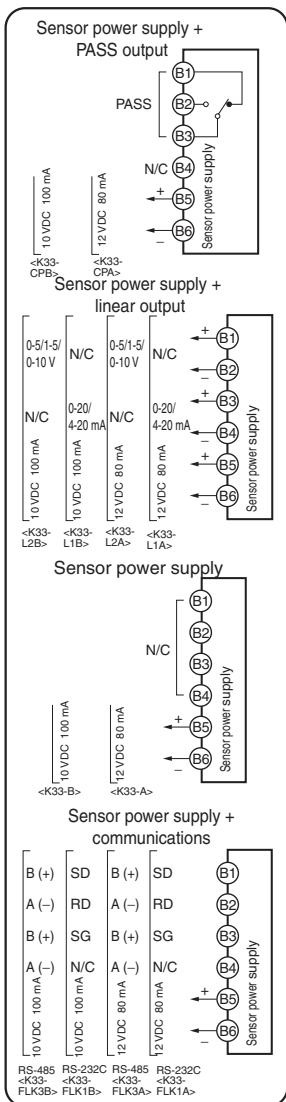 Sensor power supply +
PASS output
B1
PASS
B2
B3
N/C
B4
+
B5
−
B6
Sensor power supply
10 VDC 100 mA
12 VDC 80 mA
<K33-
CPB>
<K33-
CPA>
Sensor power supply +
linear output
0-5/1-5/
0-10 V
N/C
0-5/1-5/
0-10 V
N/C
+
B1
−
B2
N/C
0-20/
4-20 mA
N/C
0-20/
4-20 mA
+
B3
−
B4
+
B5
−
B6
Sensor power supply
10 VDC 100 mA
10 VDC 100 mA
12 VDC 80 mA
12 VDC 80 mA
<K33-
L2B>
<K33-
L1B>
<K33-
L2A>
<K33-
L1A>
Sensor power supply
B1
B2
N/C
B3
B4
+
B5
−
B6
Sensor power supply
10 VDC 100 mA
12 VDC 80 mA
<K33-B>
<K33-A>
Sensor power supply +
communications
B (+) SD B (+) SD B1
A (−) RD A (−) RD B2
B (+) SG B (+) SG B3
A (−) N/C A (−) N/C B4
+
B5
−
B6
Sensor power supply
10 VDC 100 mA
10 VDC 100 mA
12 VDC 80 mA
12 VDC 80 mA
RS-485
<K33-
FLK3B>
RS-232C
<K33-
FLK1B>
RS-485
<K33-
FLK3A>
RS-232C
<K33-
FLK1A>